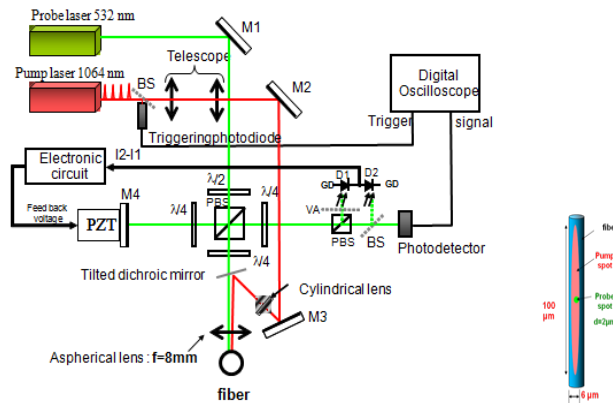 Probe laser 532 nm
M1
Telescope
Pump laser 1064 nm
BS
M2
Digital
Oscilloscope
Triggeringphotodiode
Trigger
signal
Electronic
circuit
I2-I1
λ/2
D1
D2
GD
GD
M4
PBS
λ/4
λ/4
VA
Feed back
voltage
PZT
PBS
BS
Photodetector
λ/4
Tilted dichroic mirror
Cylindrical lens
M3
Aspherical lens : f=8mm
fiber
fibe
Pump
spot
100
µm
Probe
spot
d=2µm
6 µm